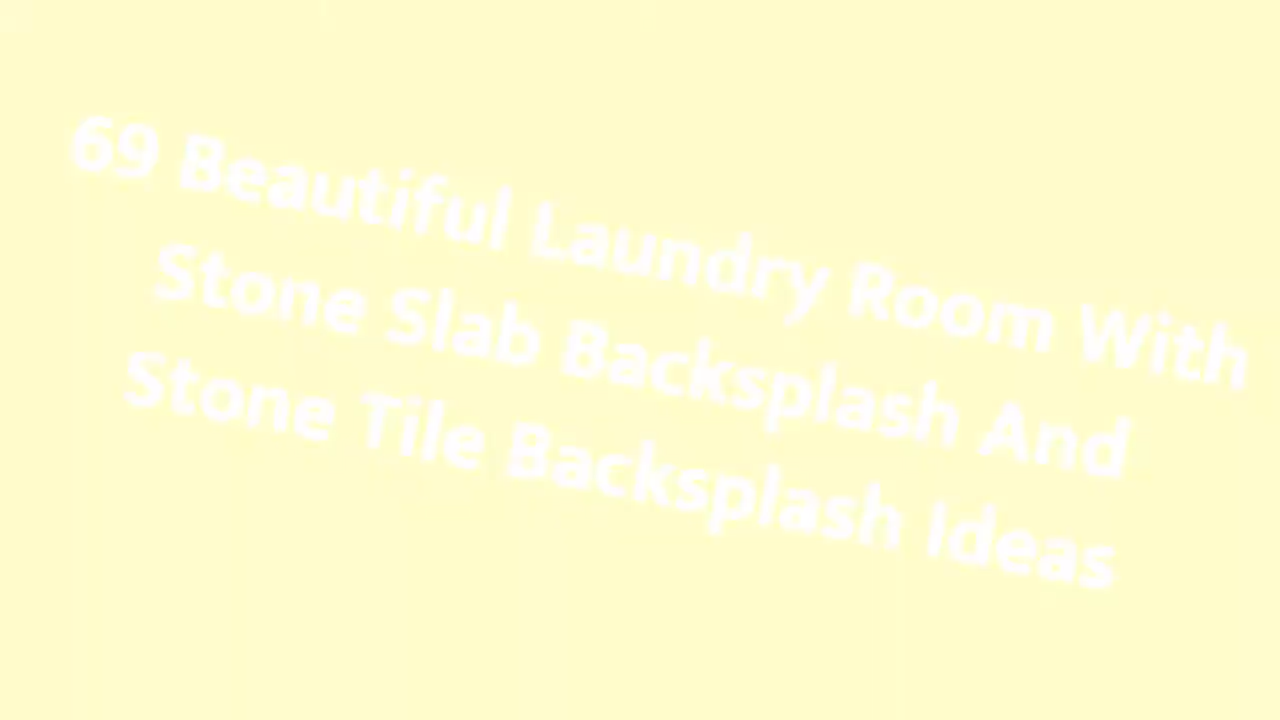 69 Beautiful Laundry Room With
Stone Slab Backsplash And
Stone Tile Backsplash Ideas